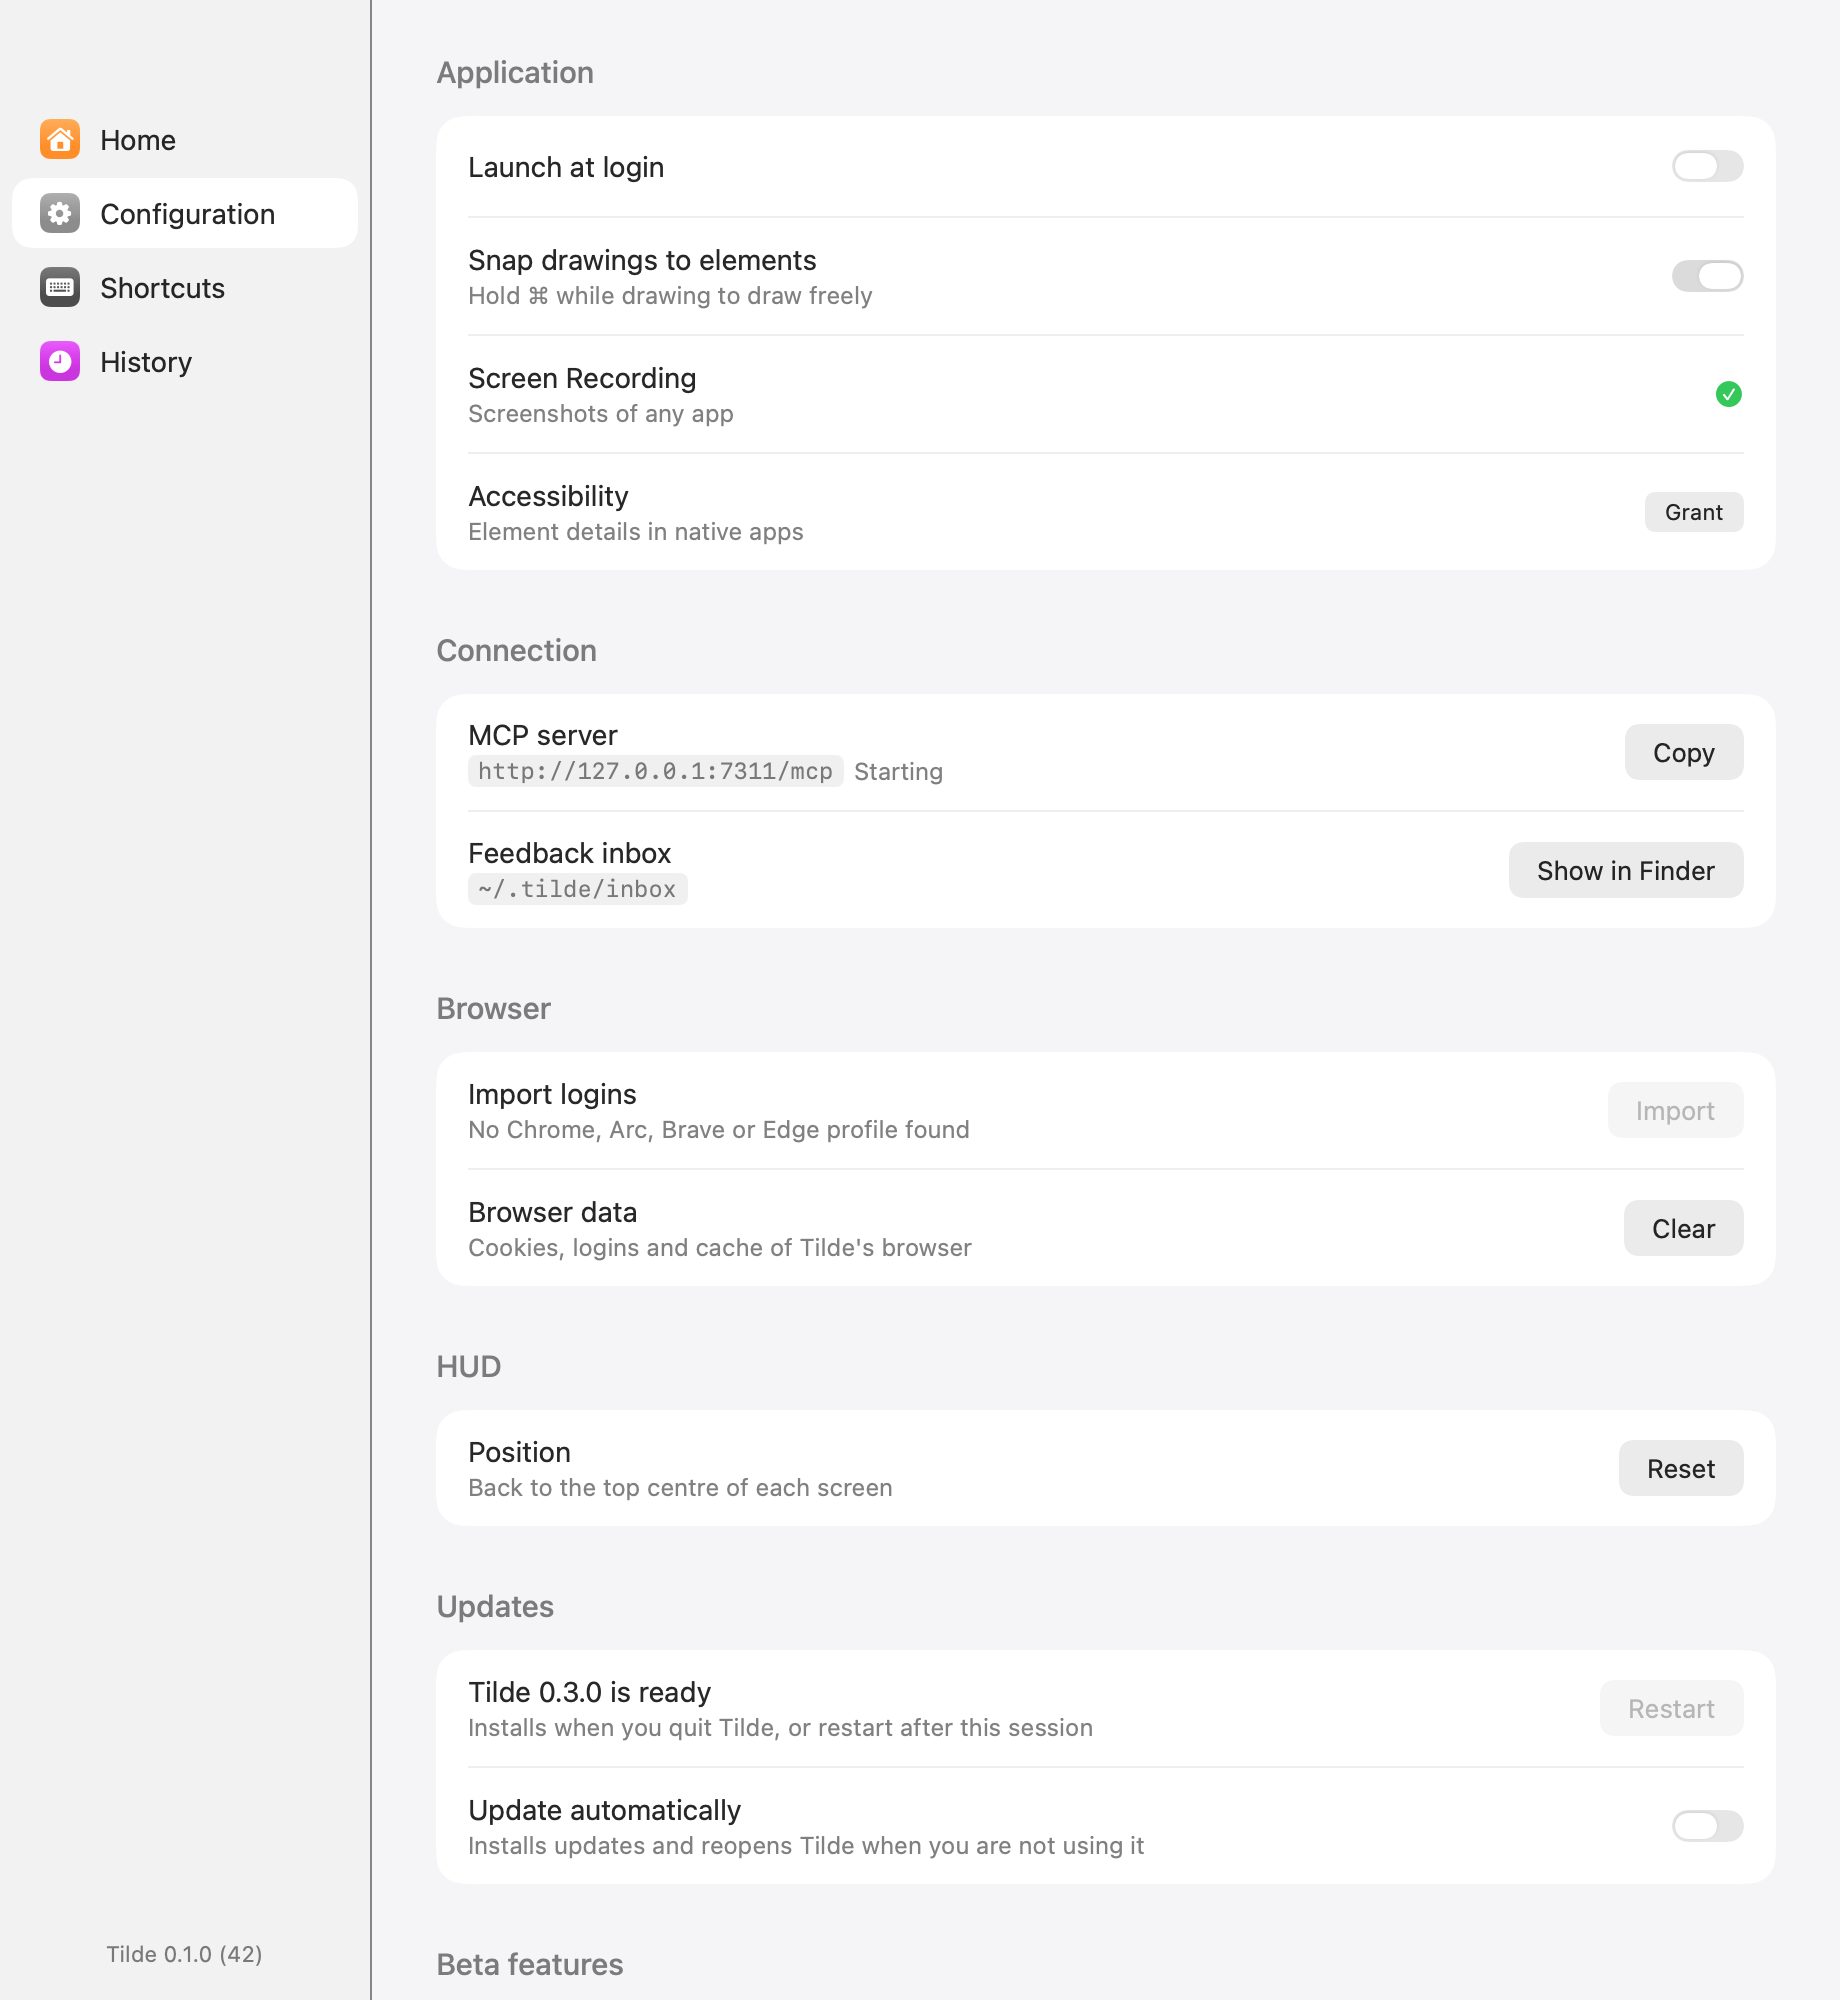 Home
Configuration
Shortcuts
History
Tilde 0.1.0 (42)
Application
Launch at login
Snap drawings to elements
Hold ⌘ while drawing to draw freely
Screen Recording
Screenshots of any app
Accessibility
Element details in native apps
Grant
Connection
MCP server
http://127.0.0.1:7311/mcp Starting
Copy
Feedback inbox
~/.tilde/inbox
Show in Finder
Browser
Import logins
No Chrome, Arc, Brave or Edge profile found
Import
Browser data
Cookies, logins and cache of Tilde's browser
Clear
HUD
Position
Back to the top centre of each screen
Reset
Updates
Tilde 0.3.0 is ready
Installs when you quit Tilde, or restart after this session
Restart
Update automatically
Installs updates and reopens Tilde when you are not using it
Beta features